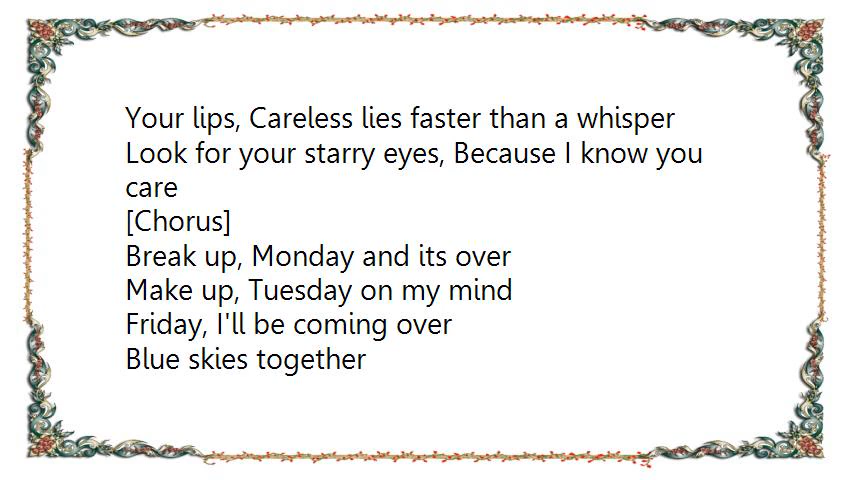 Your lips, Careless lies faster than a whisper
Look for your starry eyes, Because I know you
care
[Chorus]
Break up, Monday and its over
Make up, Tuesday on my mind
Friday, I'll be coming over
Blue skies together